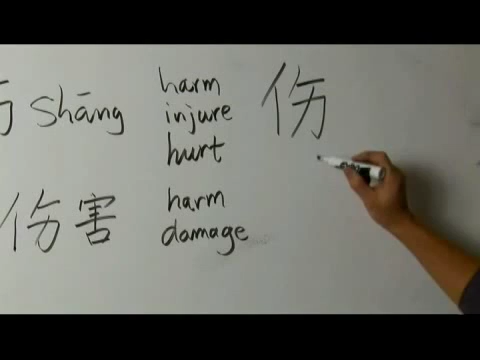 shāng harm 伤
injure
hurt
伤害 harm
damage